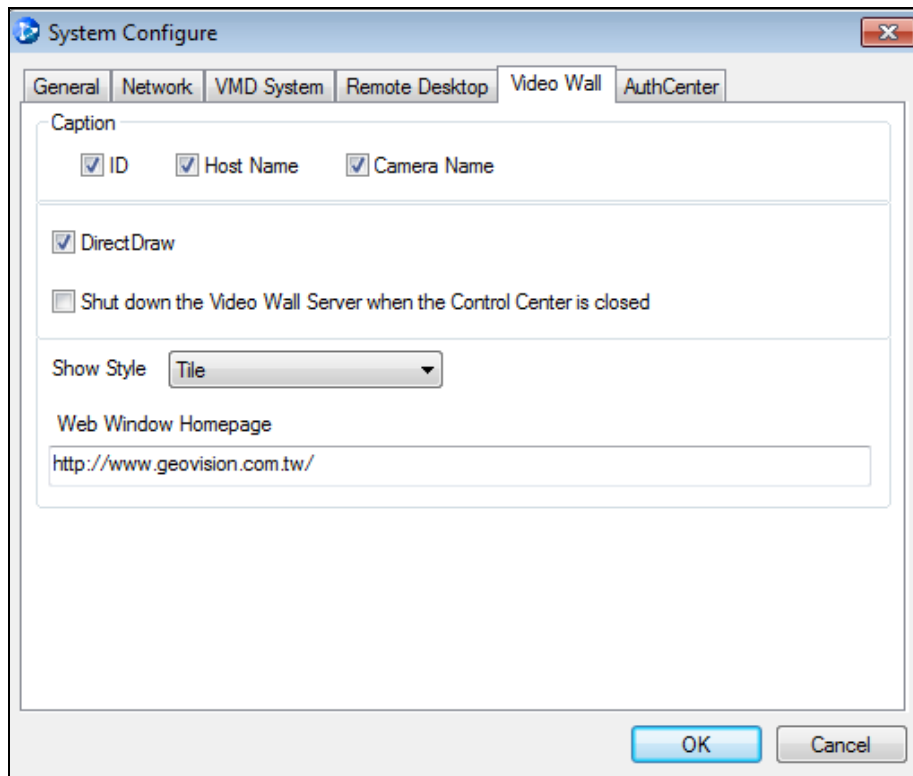 System Configure
General Network VMD System Remote Desktop Video Wall AuthCenter
Caption
ID Host Name Camera Name
DirectDraw
Shut down the Video Wall Server when the Control Center is closed
Show Style Tile
Web Window Homepage
http://www.geovision.com.tw/
OK Cancel